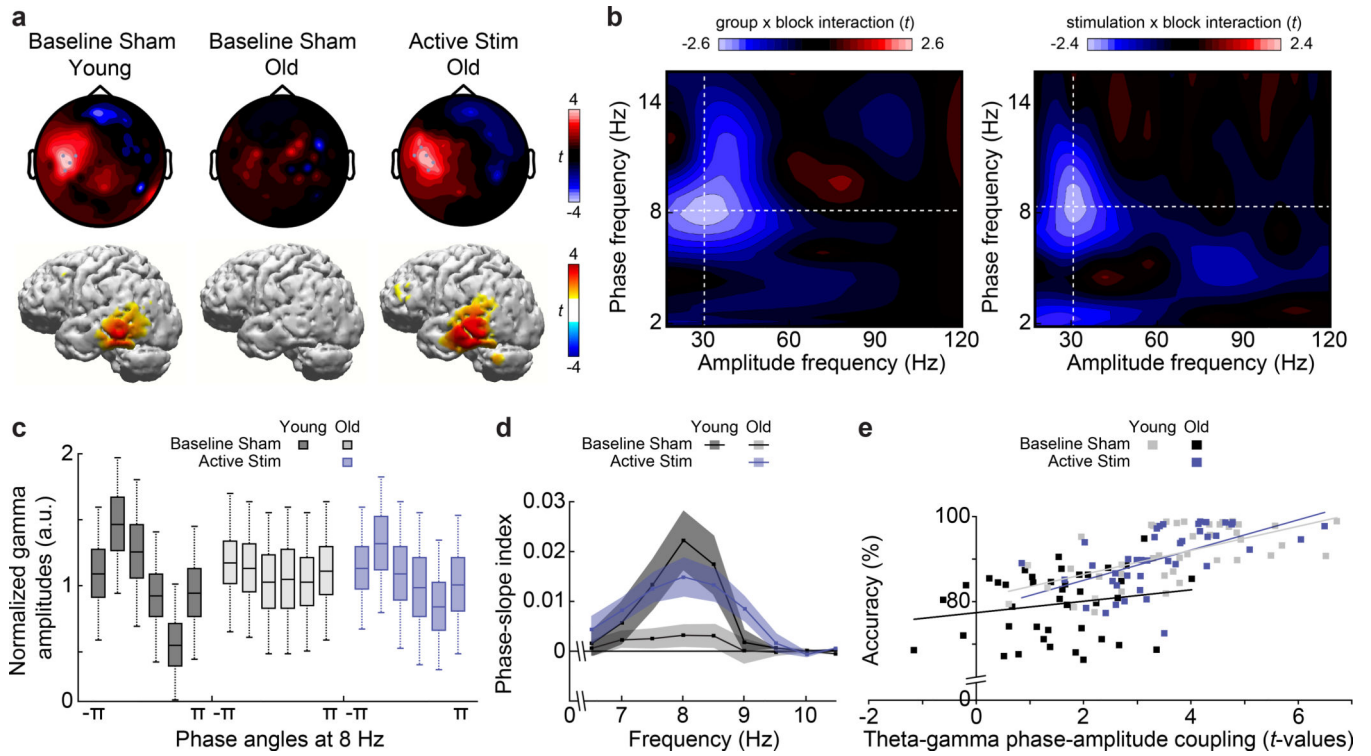 a
Baseline Sham Young
Baseline Sham Old
Active Stim Old
4
t
-4
4
t
-4
b
group x block interaction (t)
-2.6
2.6
Phase frequency (Hz)
14
8
2
2
30
60
90
120
Amplitude frequency (Hz)
stimulation x block interaction (t)
-2.4
2.4
Phase frequency (Hz)
14
8
2
30
60
90
120
Amplitude frequency (Hz)
c
Young Old
Baseline Sham
Active Stim
Normalized gamma amplitudes (a.u.)
2
1
0
-π
π
-π
π
-π
π
Phase angles at 8 Hz
d
Young Old
Baseline Sham
Active Stim
Phase-slope index
0.03
0.02
0.01
0
0
7
8
9
10
Frequency (Hz)
e
Young Old
Baseline Sham
Active Stim
Accuracy (%)
100
80
0
-2
0
2
4
6
Theta-gamma phase-amplitude coupling (t-values)